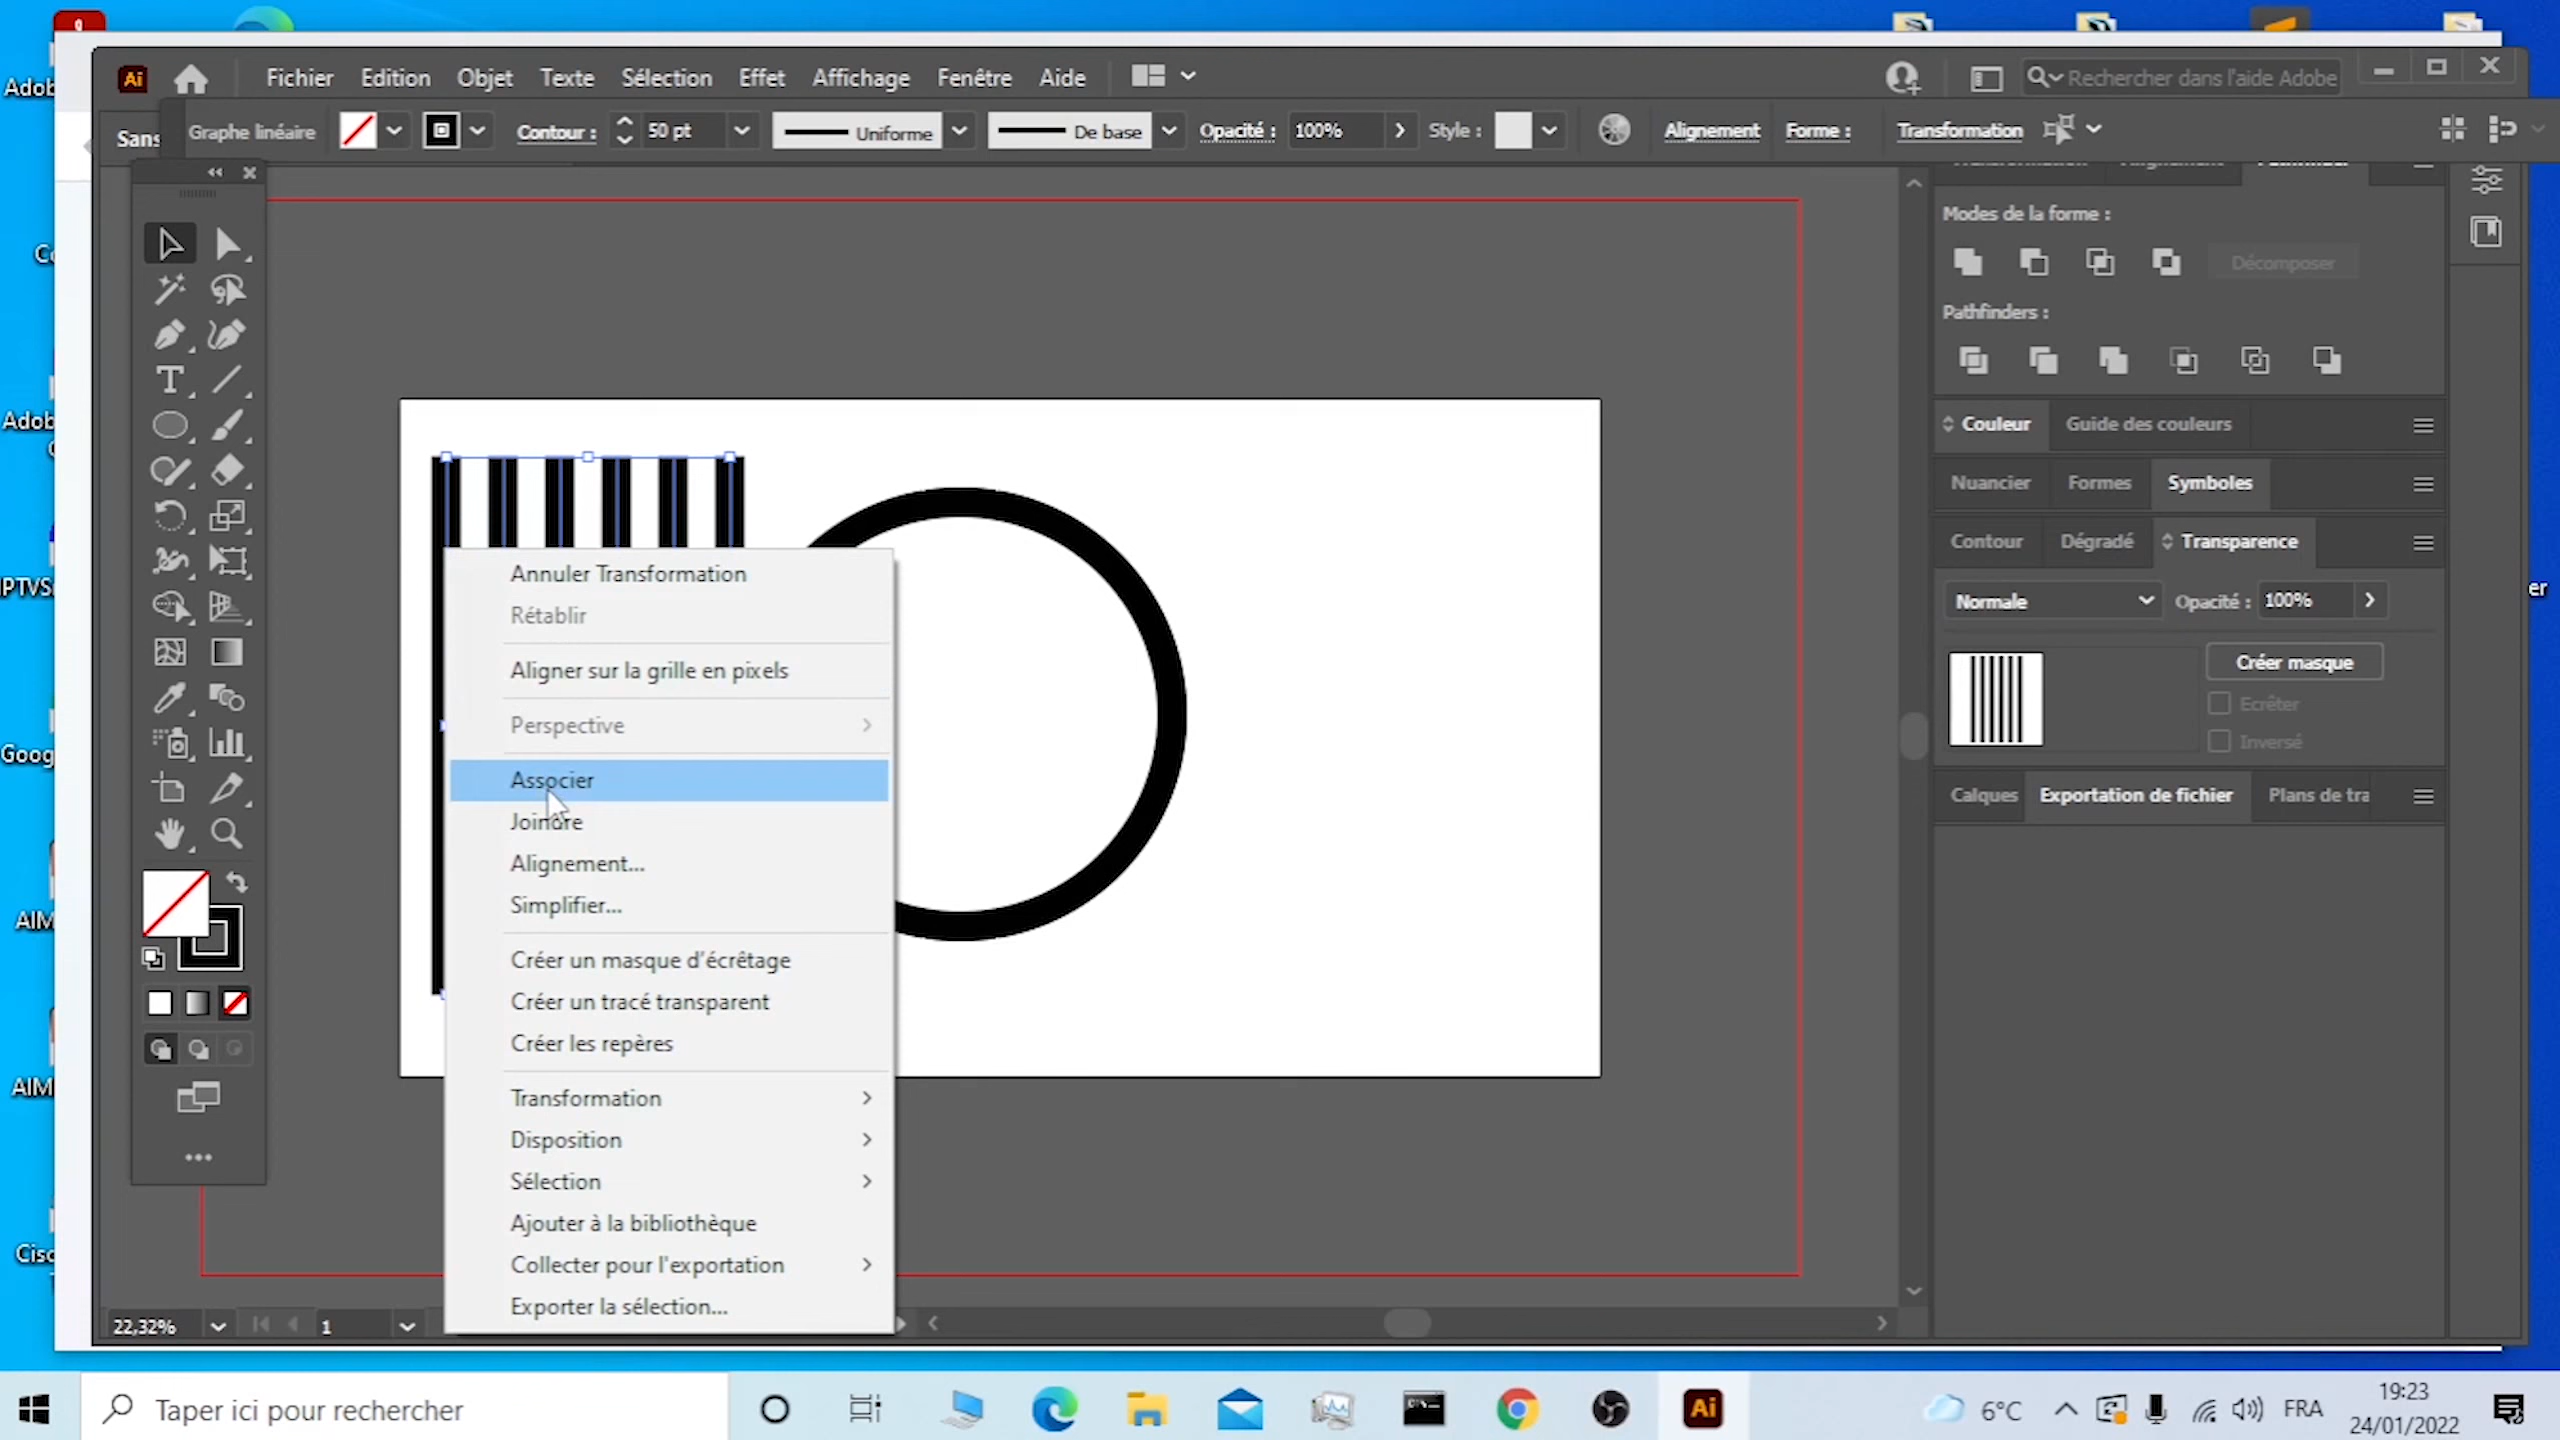 Adob
Ai
Fichier Edition Objet Texte Sélection Effet Affichage Fenêtre Aide
Rechercher dans l'aide Adobe
Sans
Graphe linéaire
Contour :
50 pt
Uniforme
De base
Opacité :
100%
Style :
Alignement
Forme :
Transformation
Modes de la forme :
Décomposer
Pathfinders :
Couleur
Guide des couleurs
Nuancier
Formes
Symboles
Contour
Dégradé
Transparence
Normale
Opacité :
100%
Créer masque
Ecrêter
Inversé
Calques
Exportation de fichier
Plans de tra
Annuler Transformation
Rétablir
Aligner sur la grille en pixels
Perspective
Associer
Joindre
Alignement...
Simplifier...
Créer un masque d'écrêtage
Créer un tracé transparent
Créer les repères
Transformation
Disposition
Sélection
Ajouter à la bibliothèque
Collecter pour l'exportation
Exporter la sélection...
Adob
Goog
AIM
AIM
Cisc
er
22,32%
1
Taper ici pour rechercher
Ai
6°C
FRA
19:23
24/01/2022